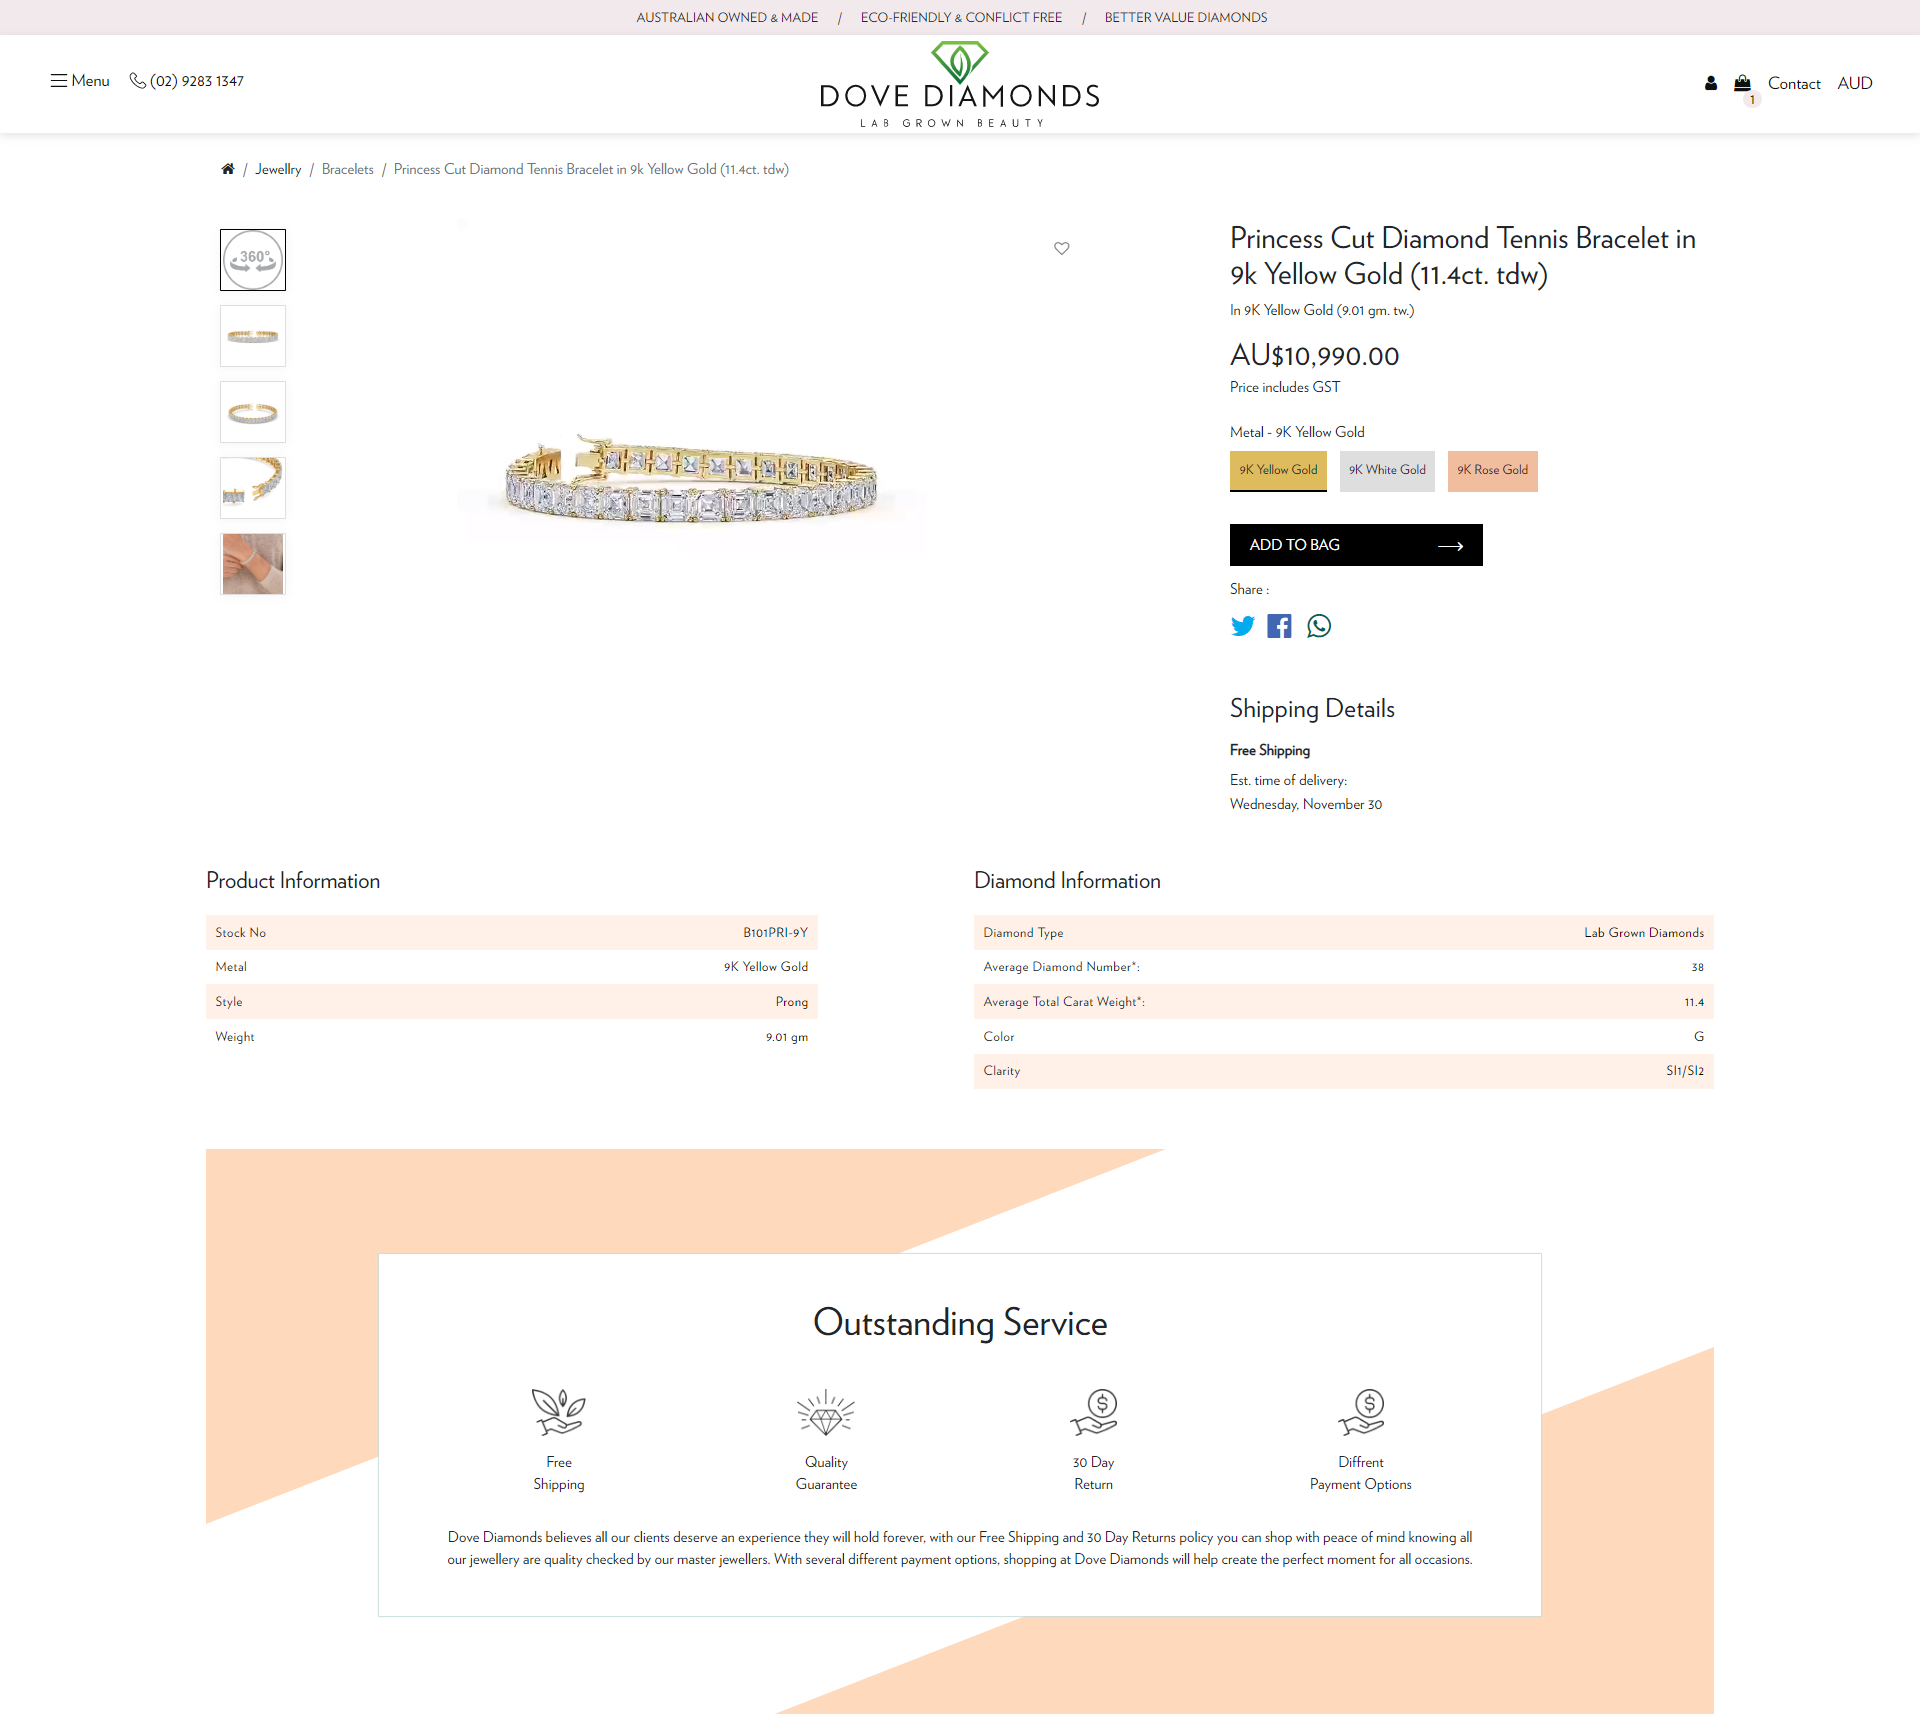 AUSTRALIAN OWNED & MADE / ECO-FRIENDLY & CONFLICT FREE / BETTER VALUE DIAMONDS
Menu (02) 9283 1347
DOVE DIAMONDS
LAB GROWN BEAUTY
1
Contact AUD
/ Jewellry / Bracelets / Princess Cut Diamond Tennis Bracelet in 9k Yellow Gold (11.4ct. tdw)
360°
Princess Cut Diamond Tennis Bracelet in
9k Yellow Gold (11.4ct. tdw)
In 9K Yellow Gold (9.01 gm. tw.)
AU$10,990.00
Price includes GST
Metal - 9K Yellow Gold
9K Yellow Gold 9K White Gold 9K Rose Gold
ADD TO BAG
Share :
Shipping Details
Free Shipping
Est. time of delivery:
Wednesday, November 30
Product Information
Stock No B101PRI-9Y
Metal 9K Yellow Gold
Style Prong
Weight 9.01 gm
Diamond Information
Diamond Type Lab Grown Diamonds
Average Diamond Number*: 38
Average Total Carat Weight*: 11.4
Color G
Clarity SI1/SI2
Outstanding Service
Free
Shipping
Quality
Guarantee
30 Day
Return
Diffrent
Payment Options
Dove Diamonds believes all our clients deserve an experience they will hold forever, with our Free Shipping and 30 Day Returns policy you can shop with peace of mind knowing all
our jewellery are quality checked by our master jewellers. With several different payment options, shopping at Dove Diamonds will help create the perfect moment for all occasions.